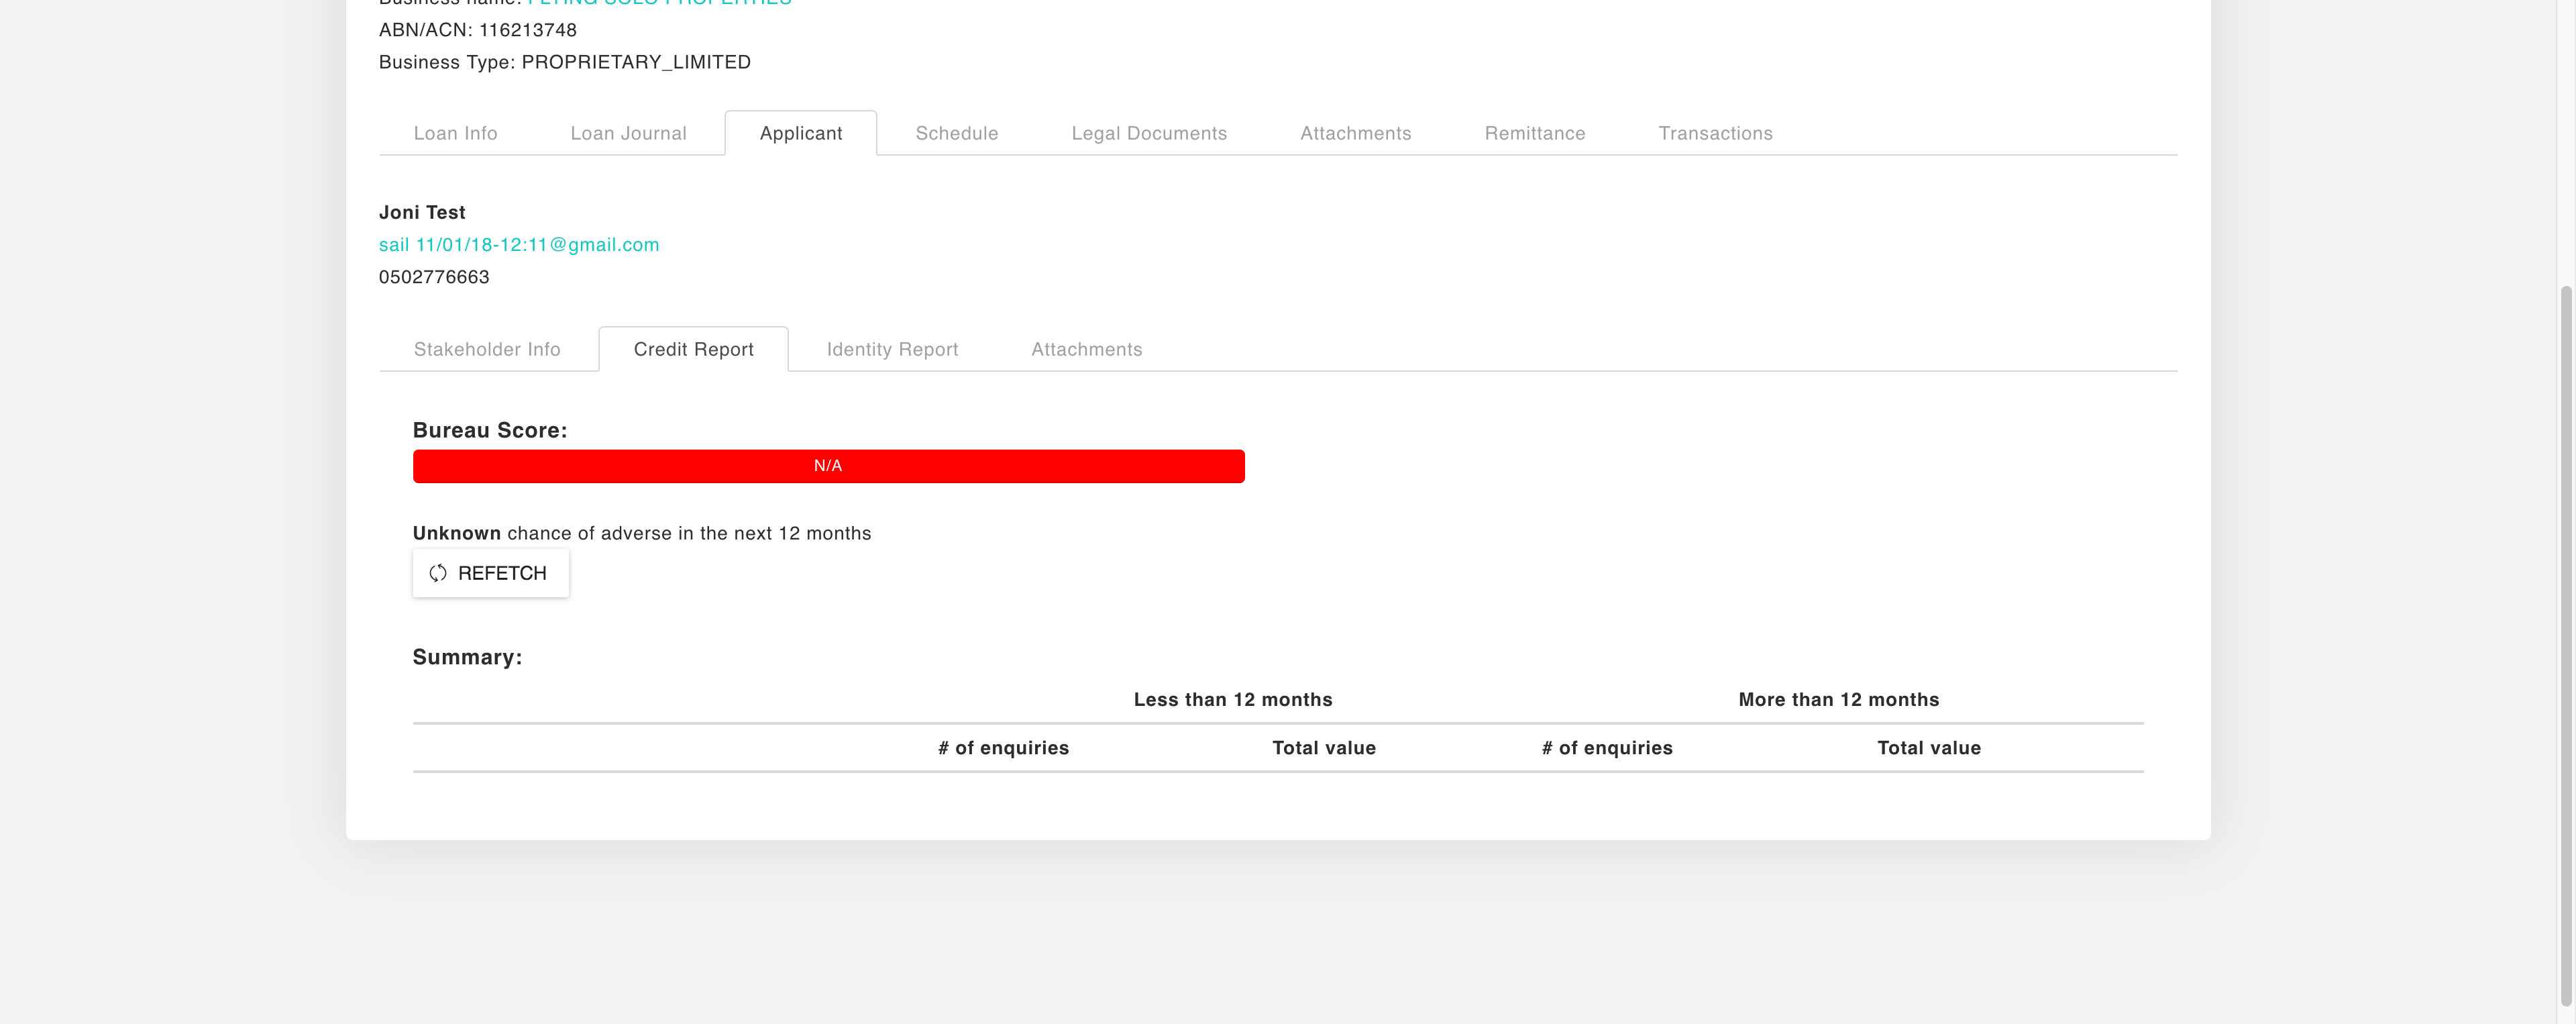 Business name: FLYING SOLO PROPERTIES
ABN/ACN: 116213748
Business Type: PROPRIETARY_LIMITED
Loan Info Loan Journal Applicant Schedule Legal Documents Attachments Remittance Transactions
Joni Test
sail 11/01/18-12:11@gmail.com
0502776663
Stakeholder Info Credit Report Identity Report Attachments
Bureau Score:
N/A
Unknown chance of adverse in the next 12 months
REFETCH
Summary:
Less than 12 months More than 12 months
# of enquiries Total value # of enquiries Total value